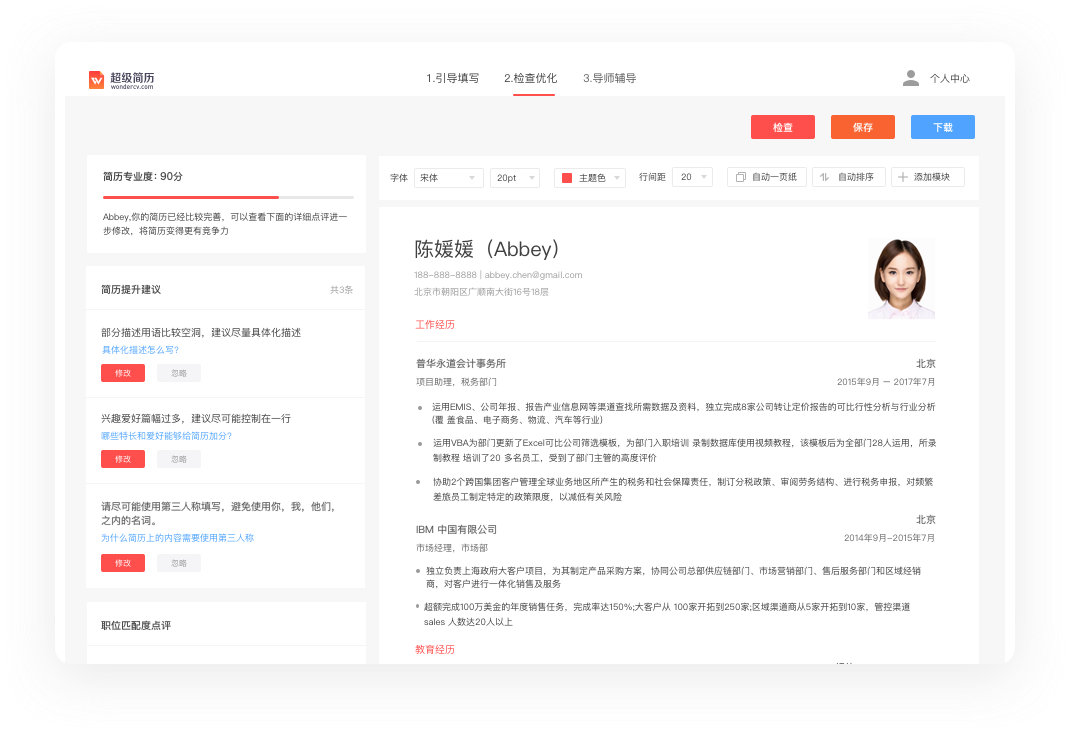 超级简历
wondercv.com
1.引导填写
2.检查优化
3.导师辅导
个人中心
检查
保存
下载
简历专业度: 90分
Abbey,你的简历已经比较完善，可以查看下面的详细点评进一
步修改，将简历变得更有竞争力
简历提升建议
共3条
部分描述用语比较空洞，建议尽量具体化描述
具体化描述怎么写?
修改
忽略
兴趣爱好篇幅过多，建议尽可能控制在一行
哪些特长和爱好能够给简历加分?
修改
忽略
请尽可能使用第三人称填写，避免使用你，我，他们，
之内的名词。
为什么简历上的内容需要使用第三人称
修改
忽略
职位匹配度点评
字体
宋体
20pt
主题色
行间距
20
自动一页纸
自动排序
添加模块
陈媛媛（Abbey）
188-888-8888 | abbey.chen@gmail.com
北京市朝阳区广顺南大街16号18层
工作经历
普华永道会计事务所
北京
项目助理，税务部门
2015年9月 — 2017年7月
运用EMIS、公司年报、报告产业信息网等渠道查找所需数据及资料，独立完成8家公司转让定价报告的可比行性分析与行业分析
(覆 盖食品、电子商务、物流、汽车等行业)
运用VBA为部门更新了Excel可比公司筛选模板，为部门入职培训 录制数据库使用视频教程，该模板后为全部门28人运用，所录
制教程 培训了20 多名员工，受到了部门主管的高度评价
协助2个跨国集团客户管理全球业务地区所产生的税务和社会保障责任，制订分税政策、审阅劳务结构、进行税务申报，对频繁
差旅员工制定特定的政策限度，以减低有关风险
IBM 中国有限公司
北京
市场经理，市场部
2014年9月-2015年7月
独立负责上海政府大客户项目，为其制定产品采购方案，协同公司总部供应链部门、市场营销部门、售后服务部门和区域经销
商，对客户进行一体化销售及服务
超额完成100万美金的年度销售任务，完成率达150%;大客户从 100家开拓到250家;区域渠道商从5家开拓到10家，管控渠道
sales 人数达20人以上
教育经历